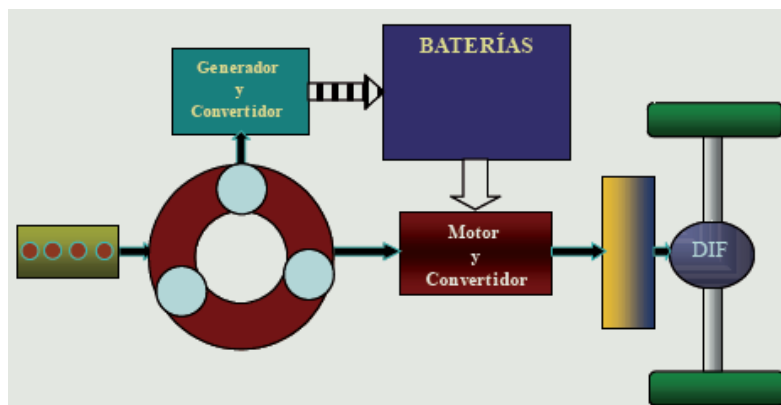 BATERÍAS
Generador
y
Convertidor
Motor
y
Convertidor
DIF